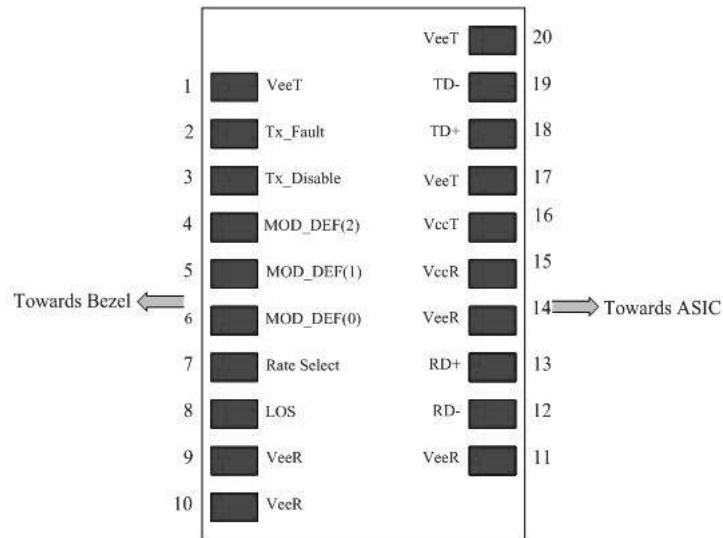 VeeT 20
1 VeeT TD- 19
2 Tx_Fault TD+ 18
3 Tx_Disable VeeT 17
4 MOD_DEF(2) VccT 16
5 MOD_DEF(1) VccR 15
Towards Bezel 6 MOD_DEF(0) VeeR 14 Towards ASIC
7 Rate Select RD+ 13
8 LOS RD- 12
9 VeeR VeeR 11
10 VeeR